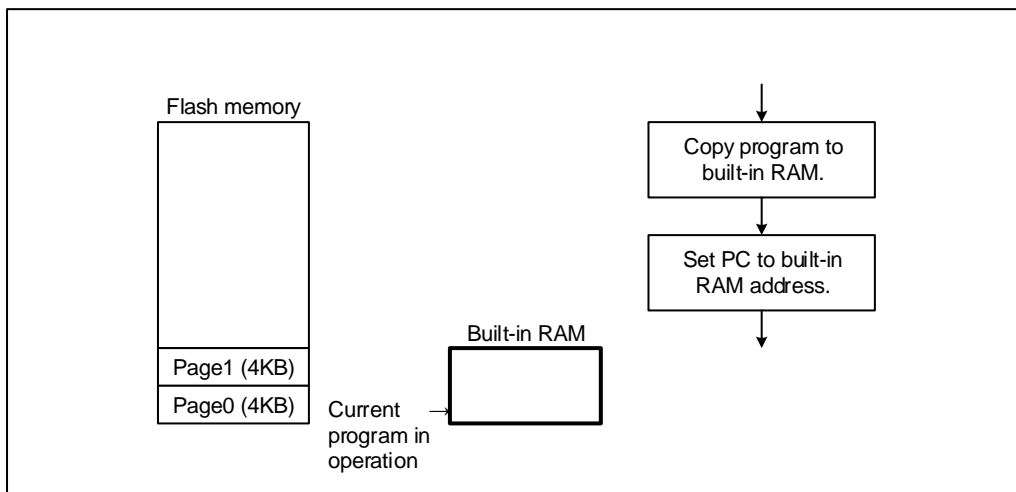 Flash memory
Page1 (4KB)
Page0 (4KB)
Current
program in
operation
Built-in RAM
Copy program to
built-in RAM.
Set PC to built-in
RAM address.